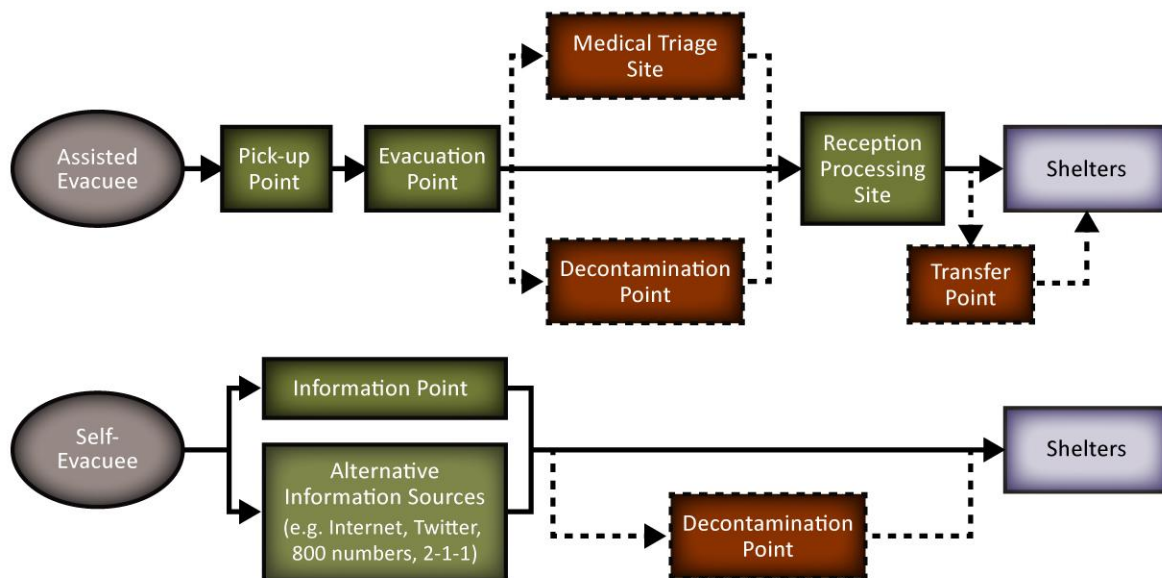 Medical Triage
Site
Assisted
Evacuee
Pick-up
Point
Evacuation
Point
Reception
Processing
Site
Shelters
Decontamination
Point
Transfer
Point
Information Point
Self-
Evacuee
Alternative
Information Sources
(e.g. Internet, Twitter,
800 numbers, 2-1-1)
Shelters
Decontamination
Point